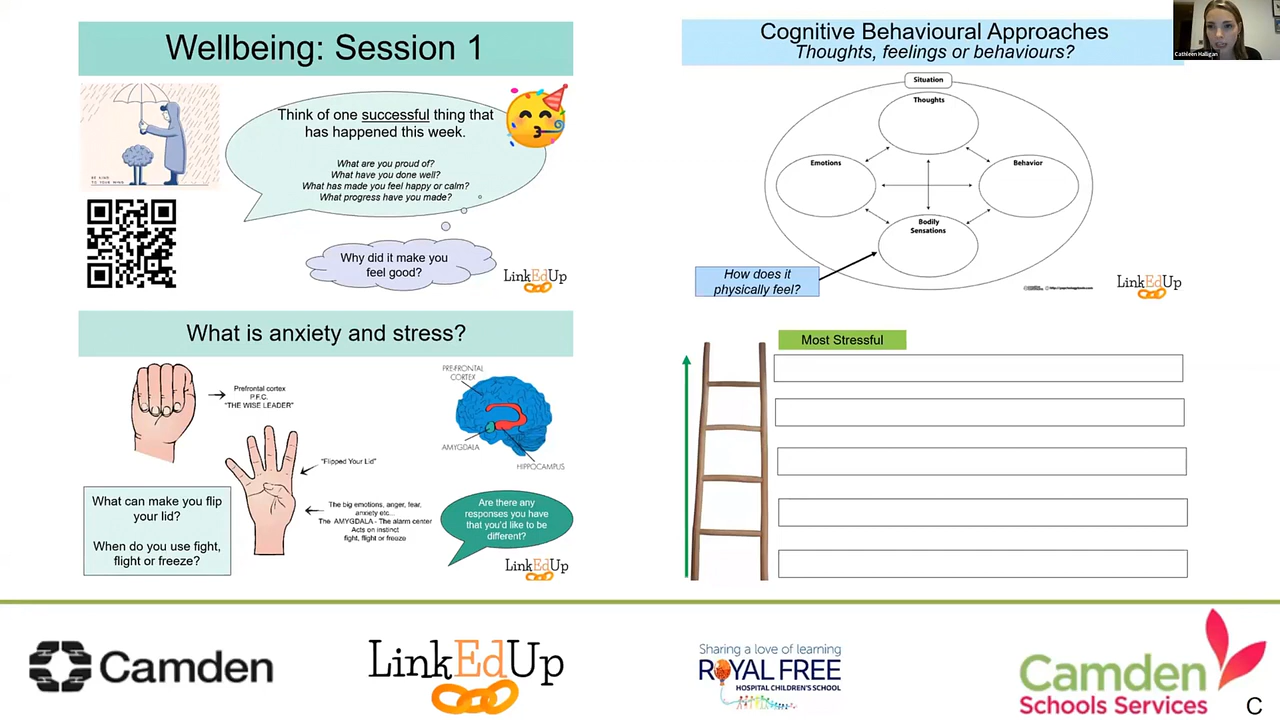 Wellbeing: Session 1
Think of one successful thing that
has happened this week.
What are you proud of?
What have you done well?
What has made you feel happy or calm?
What progress have you made?
BE KIND
TO YOUR MIND
Why did it make you
feel good?
LinkEdUp
Cognitive Behavioural Approaches
Thoughts, feelings or behaviours?
Cathleen Halligan
Situation
Thoughts
Emotions
Behavior
Bodily
Sensations
How does it
physically feel?
LinkEdUp
What is anxiety and stress?
Prefrontal cortex
P.F.C.
"THE WISE LEADER"
PRE-FRONTAL
CORTEX
AMYGDALA
HIPPOCAMPUS
"Flipped Your Lid"
The big emotions, anger, fear,
anxiety etc...
The AMYGDALA - The alarm center
Acts on instinct
fight, flight or freeze
What can make you flip
your lid?
When do you use fight,
flight or freeze?
Are there any
responses you have
that you'd like to be
different?
LinkEdUp
Most Stressful
Camden
LinkEdUp
Sharing a love of learning
ROYAL FREE
HOSPITAL CHILDREN'S SCHOOL
Camden
Schools Services
C